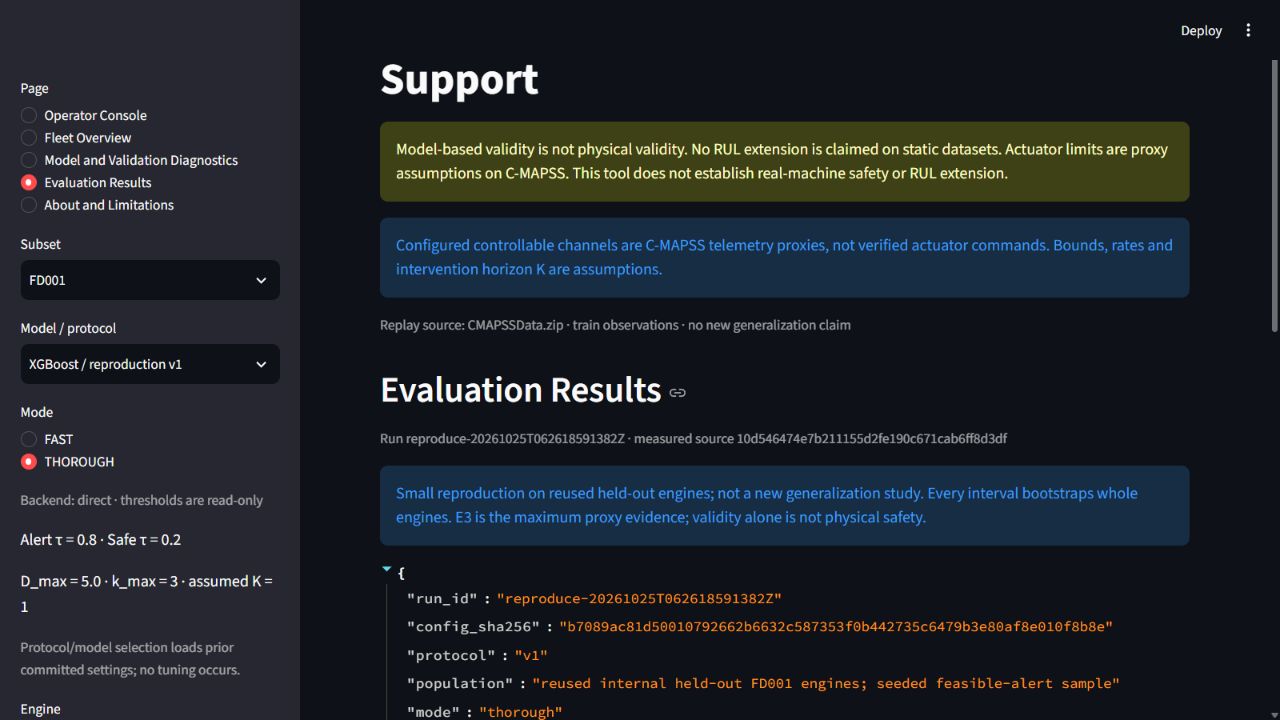 Deploy
Page
Operator Console
Fleet Overview
Model and Validation Diagnostics
Evaluation Results
About and Limitations
Subset
FD001
Model / protocol
XGBoost / reproduction v1
Mode
FAST
THOROUGH
Backend: direct · thresholds are read-only
Alert τ = 0.8 · Safe τ = 0.2
D_max = 5.0 · k_max = 3 · assumed K =
1
Protocol/model selection loads prior
committed settings; no tuning occurs.
Engine
Support
Model-based validity is not physical validity. No RUL extension is claimed on static datasets. Actuator limits are proxy
assumptions on C-MAPSS. This tool does not establish real-machine safety or RUL extension.
Configured controllable channels are C-MAPSS telemetry proxies, not verified actuator commands. Bounds, rates and
intervention horizon K are assumptions.
Replay source: CMAPSSData.zip · train observations · no new generalization claim
Evaluation Results
Run reproduce-20261025T062618591382Z · measured source 10d546474e7b211155d2fe190c671cab6ff8d3df
Small reproduction on reused held-out engines; not a new generalization study. Every interval bootstraps whole
engines. E3 is the maximum proxy evidence; validity alone is not physical safety.
{
"run_id" : "reproduce-20261025T062618591382Z"
"config_sha256" : "b7089ac81d50010792662b6632c587353f0b442735c6479b3e80af8e010f8b8e"
"protocol" : "v1"
"population" : "reused internal held-out FD001 engines; seeded feasible-alert sample"
"mode" : "thorough"